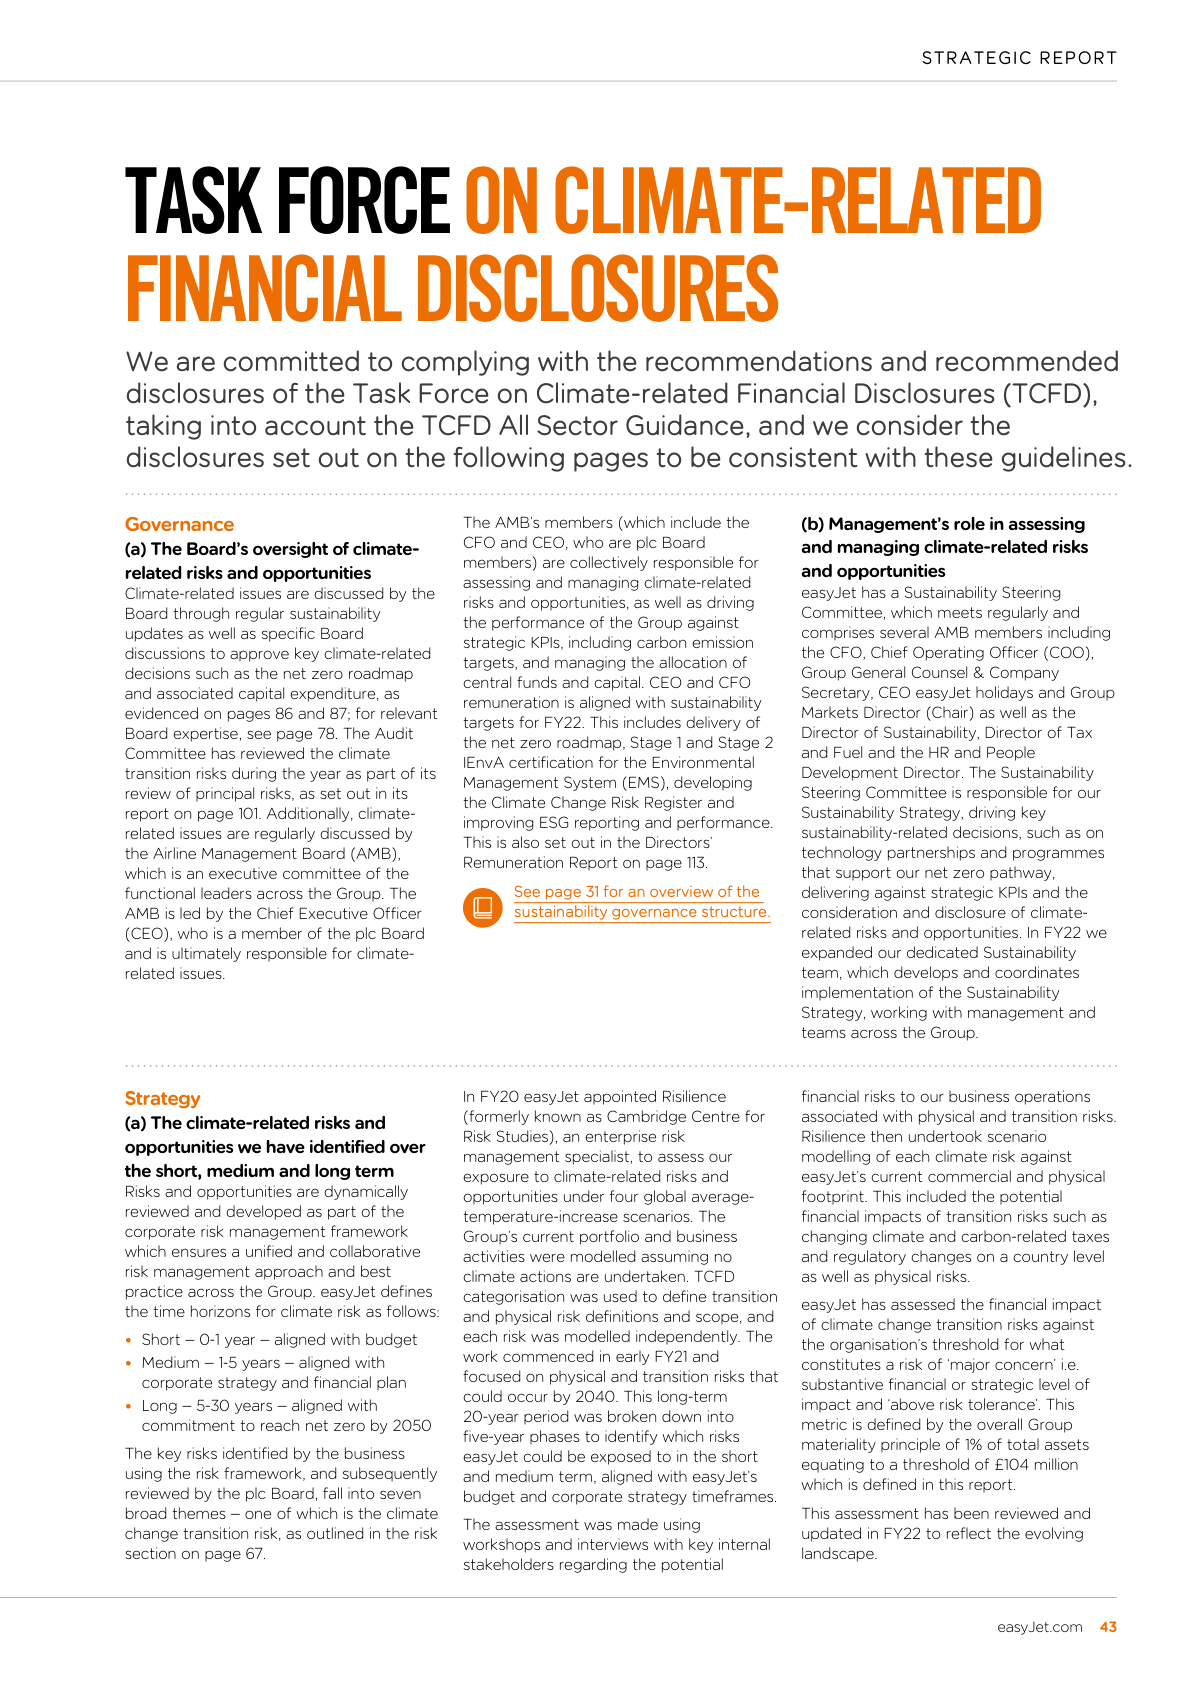 STRATEGIC REPORT
TASK FORCE ON CLIMATE-RELATED
FINANCIAL DISCLOSURES
We are committed to complying with the recommendations and recommended
disclosures of the Task Force on Climate-related Financial Disclosures (TCFD),
taking into account the TCFD All Sector Guidance, and we consider the
disclosures set out on the following pages to be consistent with these guidelines.
Governance
(a) The Board's oversight of climate-
related risks and opportunities
Climate-related issues are discussed by the
Board through regular sustainability
updates as well as specific Board
discussions to approve key climate-related
decisions such as the net zero roadmap
and associated capital expenditure, as
evidenced on pages 86 and 87; for relevant
Board expertise, see page 78. The Audit
Committee has reviewed the climate
transition risks during the year as part of its
review of principal risks, as set out in its
report on page 101. Additionally, climate-
related issues are regularly discussed by
the Airline Management Board (AMB),
which is an executive committee of the
functional leaders across the Group. The
AMB is led by the Chief Executive Officer
(CEO), who is a member of the plc Board
and is ultimately responsible for climate-
related issues.
The AMB's members (which include the
CFO and CEO, who are plc Board
members) are collectively responsible for
assessing and managing climate-related
risks and opportunities, as well as driving
the performance of the Group against
strategic KPIs, including carbon emission
targets, and managing the allocation of
central funds and capital. CEO and CFO
remuneration is aligned with sustainability
targets for FY22. This includes delivery of
the net zero roadmap, Stage 1 and Stage 2
IEnvA certification for the Environmental
Management System (EMS), developing
the Climate Change Risk Register and
improving ESG reporting and performance.
This is also set out in the Directors'
Remuneration Report on page 113.
See page 31 for an overview of the
sustainability governance structure.
(b) Management's role in assessing
and managing climate-related risks
and opportunities
easyJet has a Sustainability Steering
Committee, which meets regularly and
comprises several AMB members including
the CFO, Chief Operating Officer (COO),
Group General Counsel & Company
Secretary, CEO easyJet holidays and Group
Markets Director (Chair) as well as the
Director of Sustainability, Director of Tax
and Fuel and the HR and People
Development Director. The Sustainability
Steering Committee is responsible for our
Sustainability Strategy, driving key
sustainability-related decisions, such as on
technology partnerships and programmes
that support our net zero pathway,
delivering against strategic KPIs and the
consideration and disclosure of climate-
related risks and opportunities. In FY22 we
expanded our dedicated Sustainability
team, which develops and coordinates
implementation of the Sustainability
Strategy, working with management and
teams across the Group.
Strategy
(a) The climate-related risks and
opportunities we have identified over
the short, medium and long term
Risks and opportunities are dynamically
reviewed and developed as part of the
corporate risk management framework
which ensures a unified and collaborative
risk management approach and best
practice across the Group. easyJet defines
the time horizons for climate risk as follows:
• Short – 0-1 year – aligned with budget
• Medium – 1-5 years – aligned with
corporate strategy and financial plan
• Long – 5-30 years – aligned with
commitment to reach net zero by 2050
The key risks identified by the business
using the risk framework, and subsequently
reviewed by the plc Board, fall into seven
broad themes – one of which is the climate
change transition risk, as outlined in the risk
section on page 67.
In FY20 easyJet appointed Risilience
(formerly known as Cambridge Centre for
Risk Studies), an enterprise risk
management specialist, to assess our
exposure to climate-related risks and
opportunities under four global average-
temperature-increase scenarios. The
Group's current portfolio and business
activities were modelled assuming no
climate actions are undertaken. TCFD
categorisation was used to define transition
and physical risk definitions and scope, and
each risk was modelled independently. The
work commenced in early FY21 and
focused on physical and transition risks that
could occur by 2040. This long-term
20-year period was broken down into
five-year phases to identify which risks
easyJet could be exposed to in the short
and medium term, aligned with easyJet's
budget and corporate strategy timeframes.
The assessment was made using
workshops and interviews with key internal
stakeholders regarding the potential
financial risks to our business operations
associated with physical and transition risks.
Risilience then undertook scenario
modelling of each climate risk against
easyJet's current commercial and physical
footprint. This included the potential
financial impacts of transition risks such as
changing climate and carbon-related taxes
and regulatory changes on a country level
as well as physical risks.
easyJet has assessed the financial impact
of climate change transition risks against
the organisation's threshold for what
constitutes a risk of 'major concern' i.e.
substantive financial or strategic level of
impact and 'above risk tolerance'. This
metric is defined by the overall Group
materiality principle of 1% of total assets
equating to a threshold of £104 million
which is defined in this report.
This assessment has been reviewed and
updated in FY22 to reflect the evolving
landscape.
easyJet.com 43